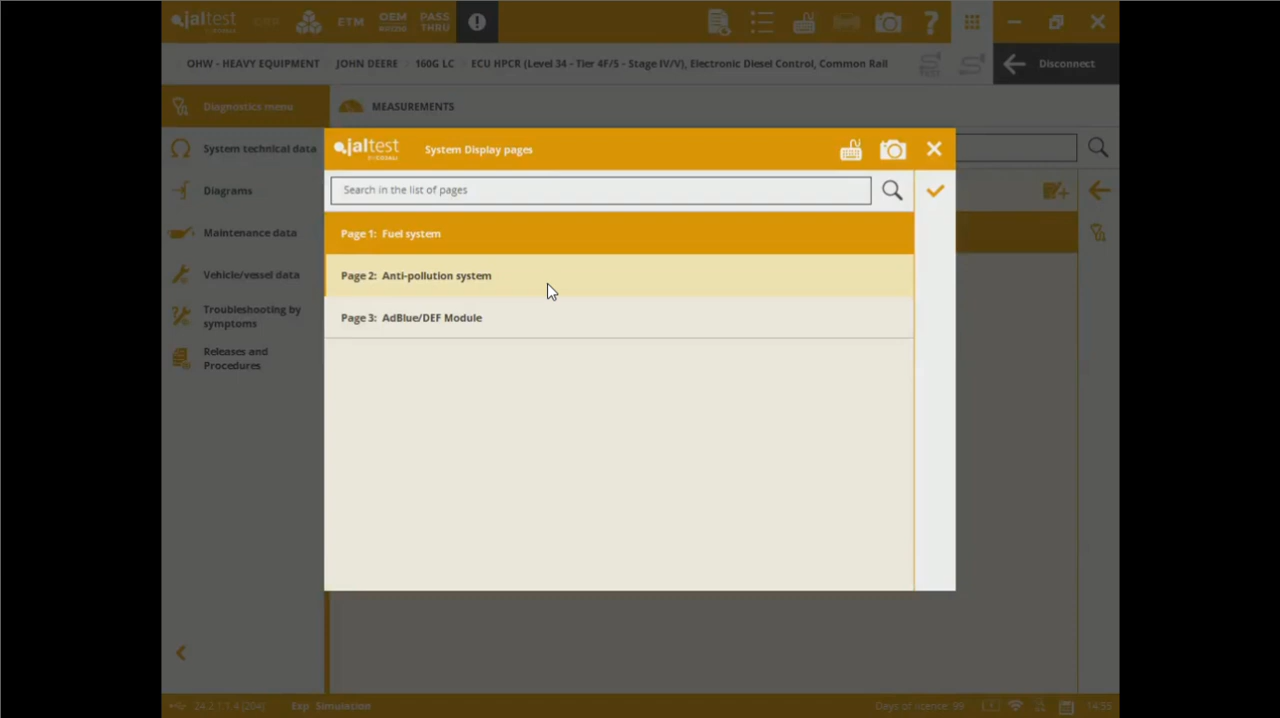 jaltest
ETM
OEM
PASS
THRU
OHW - HEAVY EQUIPMENT
JOHN DEERE
160G LC
ECU HPCR (Level 34 - Tier 4F/5 - Stage IV/V), Electronic Diesel Control, Common Rail
TEST
Disconnect
Diagnostics menu
MEASUREMENTS
System technical data
Diagrams
Maintenance data
Vehicle/vessel data
Troubleshooting by
symptoms
Releases and
Procedures
jaltest
System Display pages
Search in the list of pages
Page 1: Fuel system
Page 2: Anti-pollution system
Page 3: AdBlue/DEF Module
Exp Simulation
Days of licence: 99
14:55